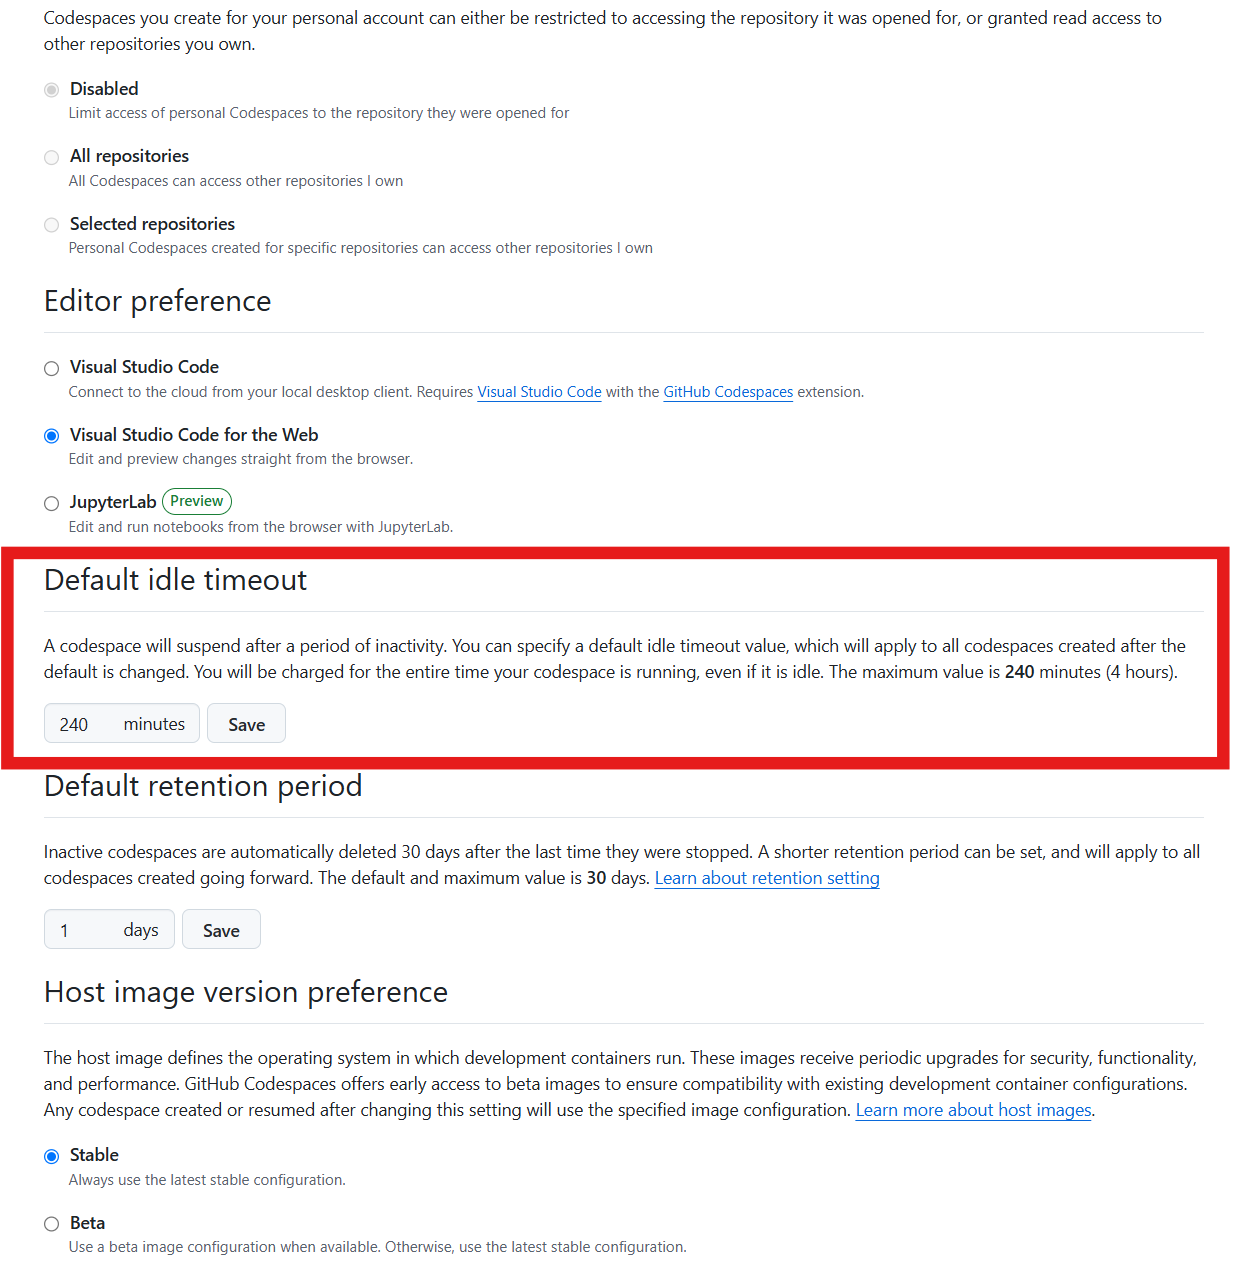 Codespaces you create for your personal account can either be restricted to accessing the repository it was opened for, or granted read access to
other repositories you own.
Disabled
Limit access of personal Codespaces to the repository they were opened for
All repositories
All Codespaces can access other repositories I own
Selected repositories
Personal Codespaces created for specific repositories can access other repositories I own
Editor preference
Visual Studio Code
Connect to the cloud from your local desktop client. Requires Visual Studio Code with the GitHub Codespaces extension.
Visual Studio Code for the Web
Edit and preview changes straight from the browser.
JupyterLab Preview
Edit and run notebooks from the browser with JupyterLab.
Default idle timeout
A codespace will suspend after a period of inactivity. You can specify a default idle timeout value, which will apply to all codespaces created after the
default is changed. You will be charged for the entire time your codespace is running, even if it is idle. The maximum value is 240 minutes (4 hours).
240 minutes Save
Default retention period
Inactive codespaces are automatically deleted 30 days after the last time they were stopped. A shorter retention period can be set, and will apply to all
codespaces created going forward. The default and maximum value is 30 days. Learn about retention setting
1 days Save
Host image version preference
The host image defines the operating system in which development containers run. These images receive periodic upgrades for security, functionality,
and performance. GitHub Codespaces offers early access to beta images to ensure compatibility with existing development container configurations.
Any codespace created or resumed after changing this setting will use the specified image configuration. Learn more about host images.
Stable
Always use the latest stable configuration.
Beta
Use a beta image configuration when available. Otherwise, use the latest stable configuration.